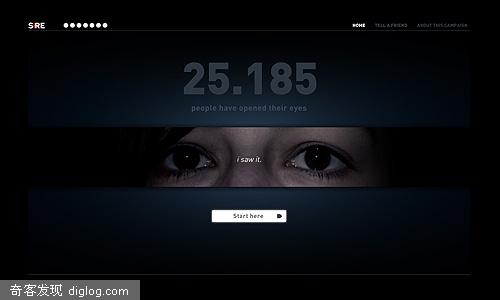 SIRE
HOME TELL A FRIEND ABOUT THIS CAMPAIGN
25.185
people have opened their eyes
i saw it.
Start here
奇客发现 diglog.com